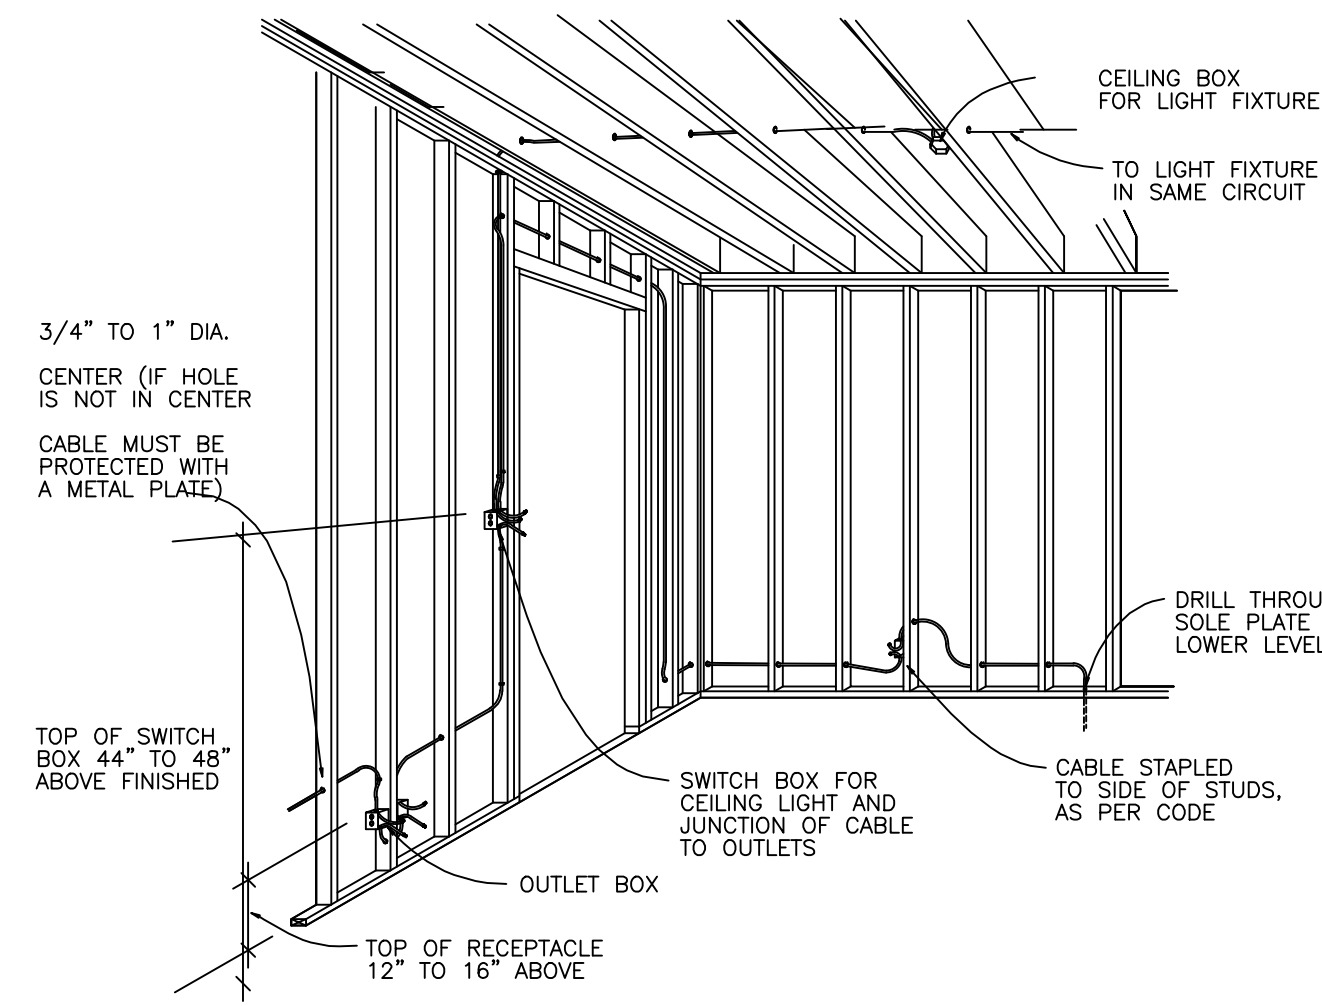 CEILING BOX
FOR LIGHT FIXTURE
TO LIGHT FIXTURE
IN SAME CIRCUIT
3/4” TO 1” DIA.
CENTER (IF HOLE
IS NOT IN CENTER
CABLE MUST BE
PROTECTED WITH
A METAL PLATE)
DRILL THROU
SOLE PLATE
LOWER LEVEL
TOP OF SWITCH
BOX 44” TO 48”
ABOVE FINISHED
CABLE STAPLED
TO SIDE OF STUDS,
AS PER CODE
SWITCH BOX FOR
CEILING LIGHT AND
JUNCTION OF CABLE
TO OUTLETS
OUTLET BOX
TOP OF RECEPTACLE
12” TO 16” ABOVE